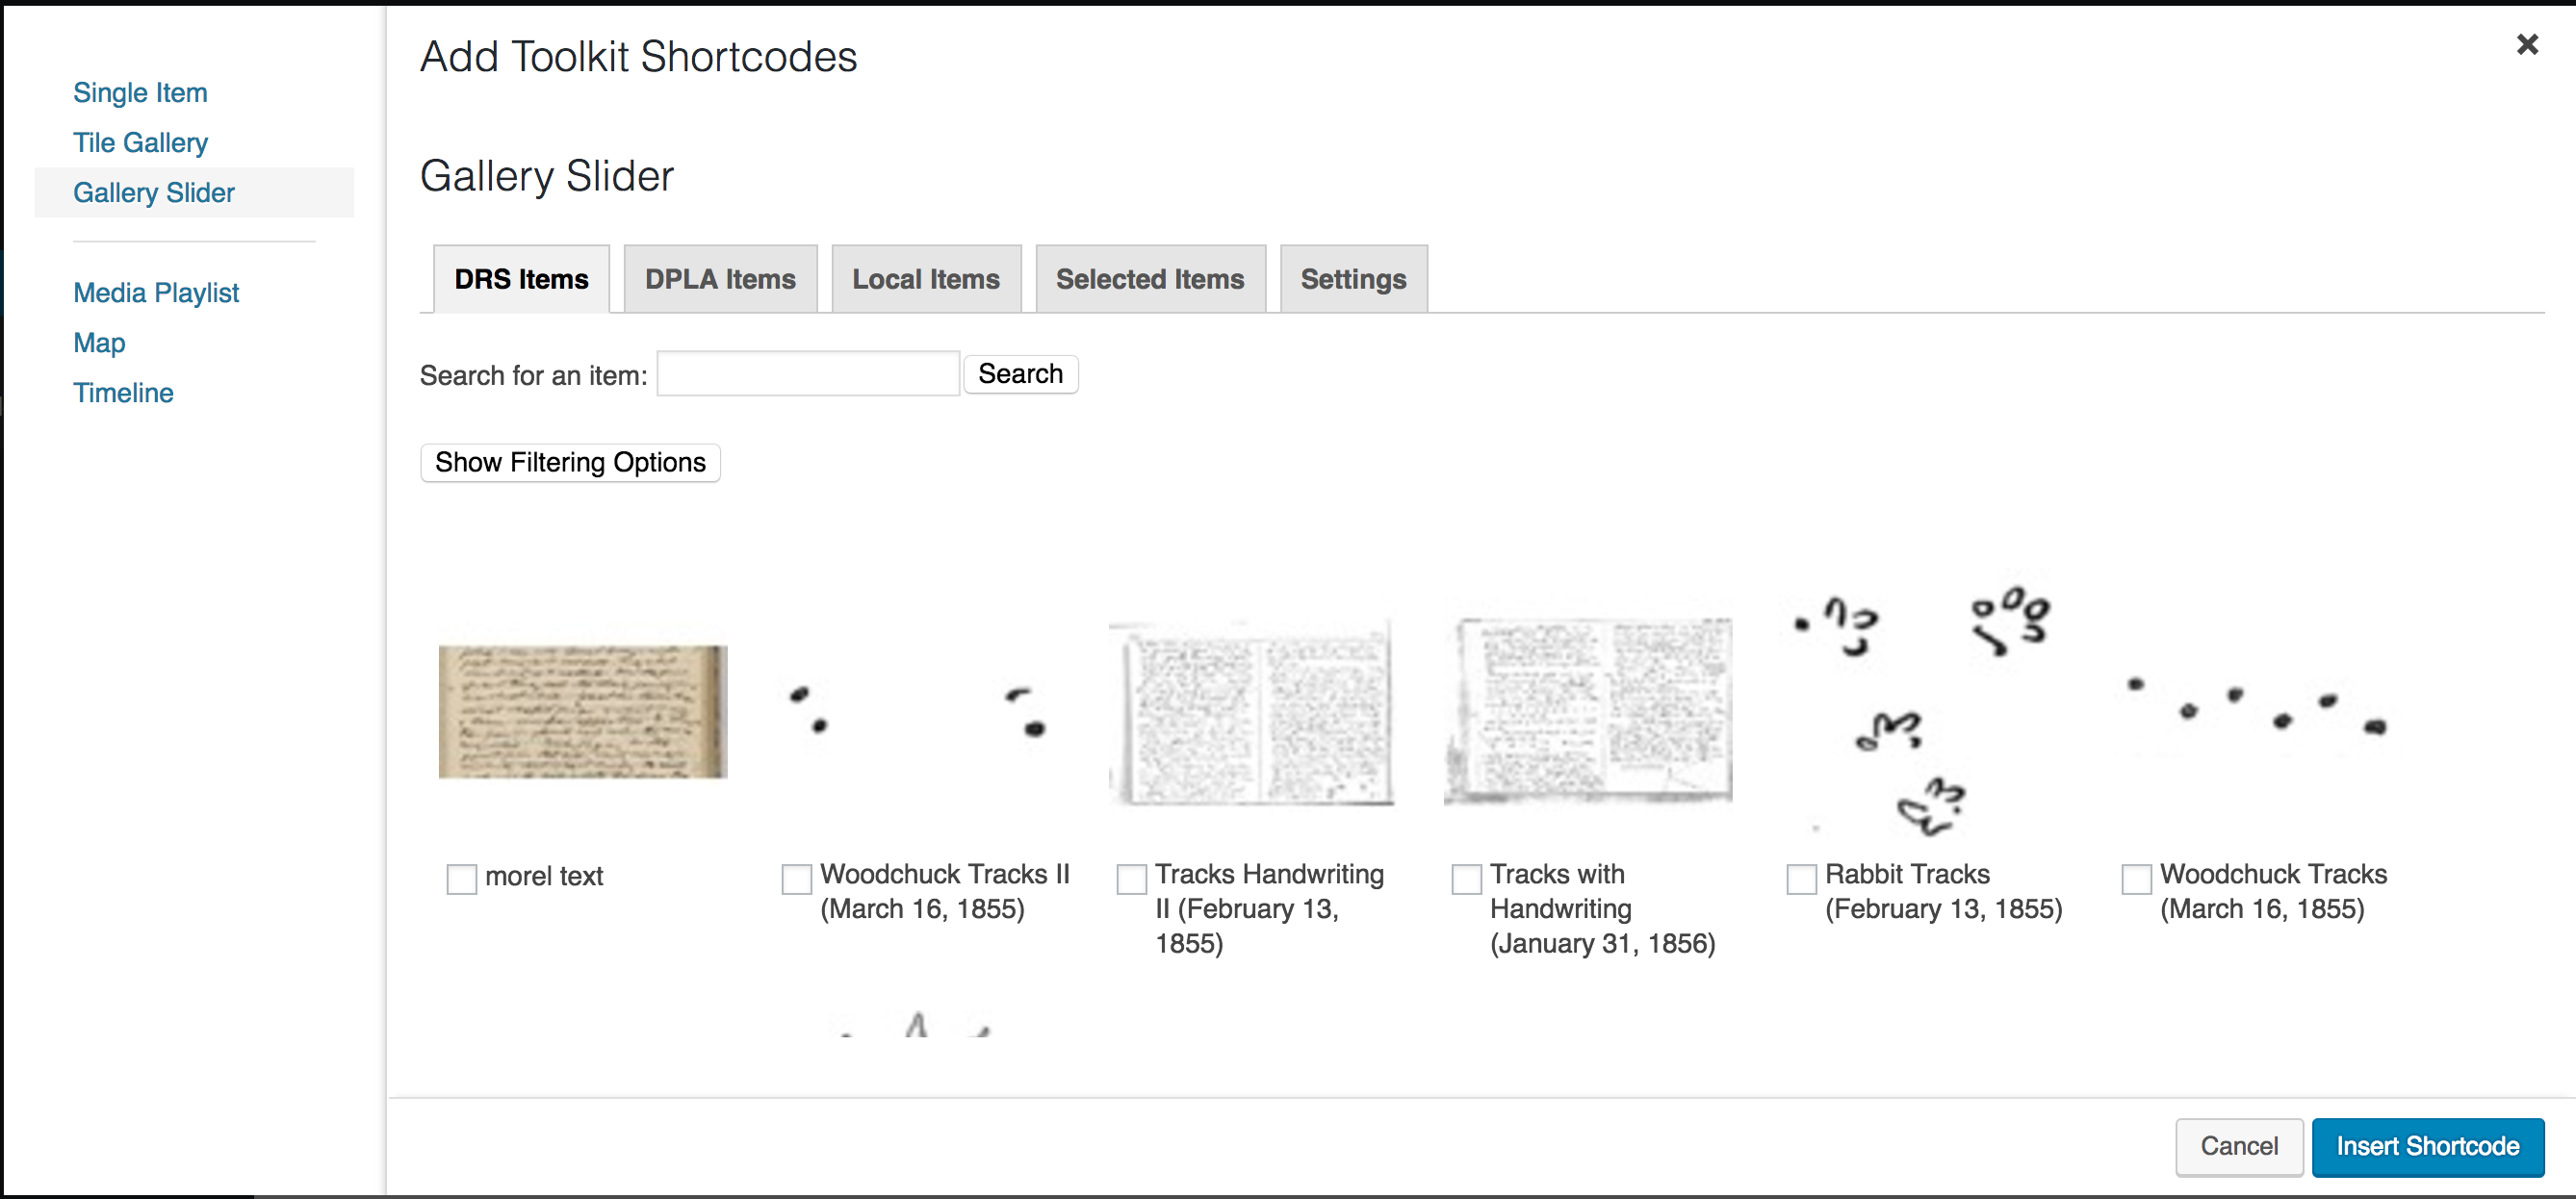 Single Item
Tile Gallery
Gallery Slider
Media Playlist
Map
Timeline
Add Toolkit Shortcodes
Gallery Slider
DRS Items
DPLA Items
Local Items
Selected Items
Settings
Search for an item:
Search
Show Filtering Options
morel text
Woodchuck Tracks II
(March 16, 1855)
Tracks Handwriting
II (February 13,
1855)
Tracks with
Handwriting
(January 31, 1856)
Rabbit Tracks
(February 13, 1855)
Woodchuck Tracks
(March 16, 1855)
Cancel
Insert Shortcode